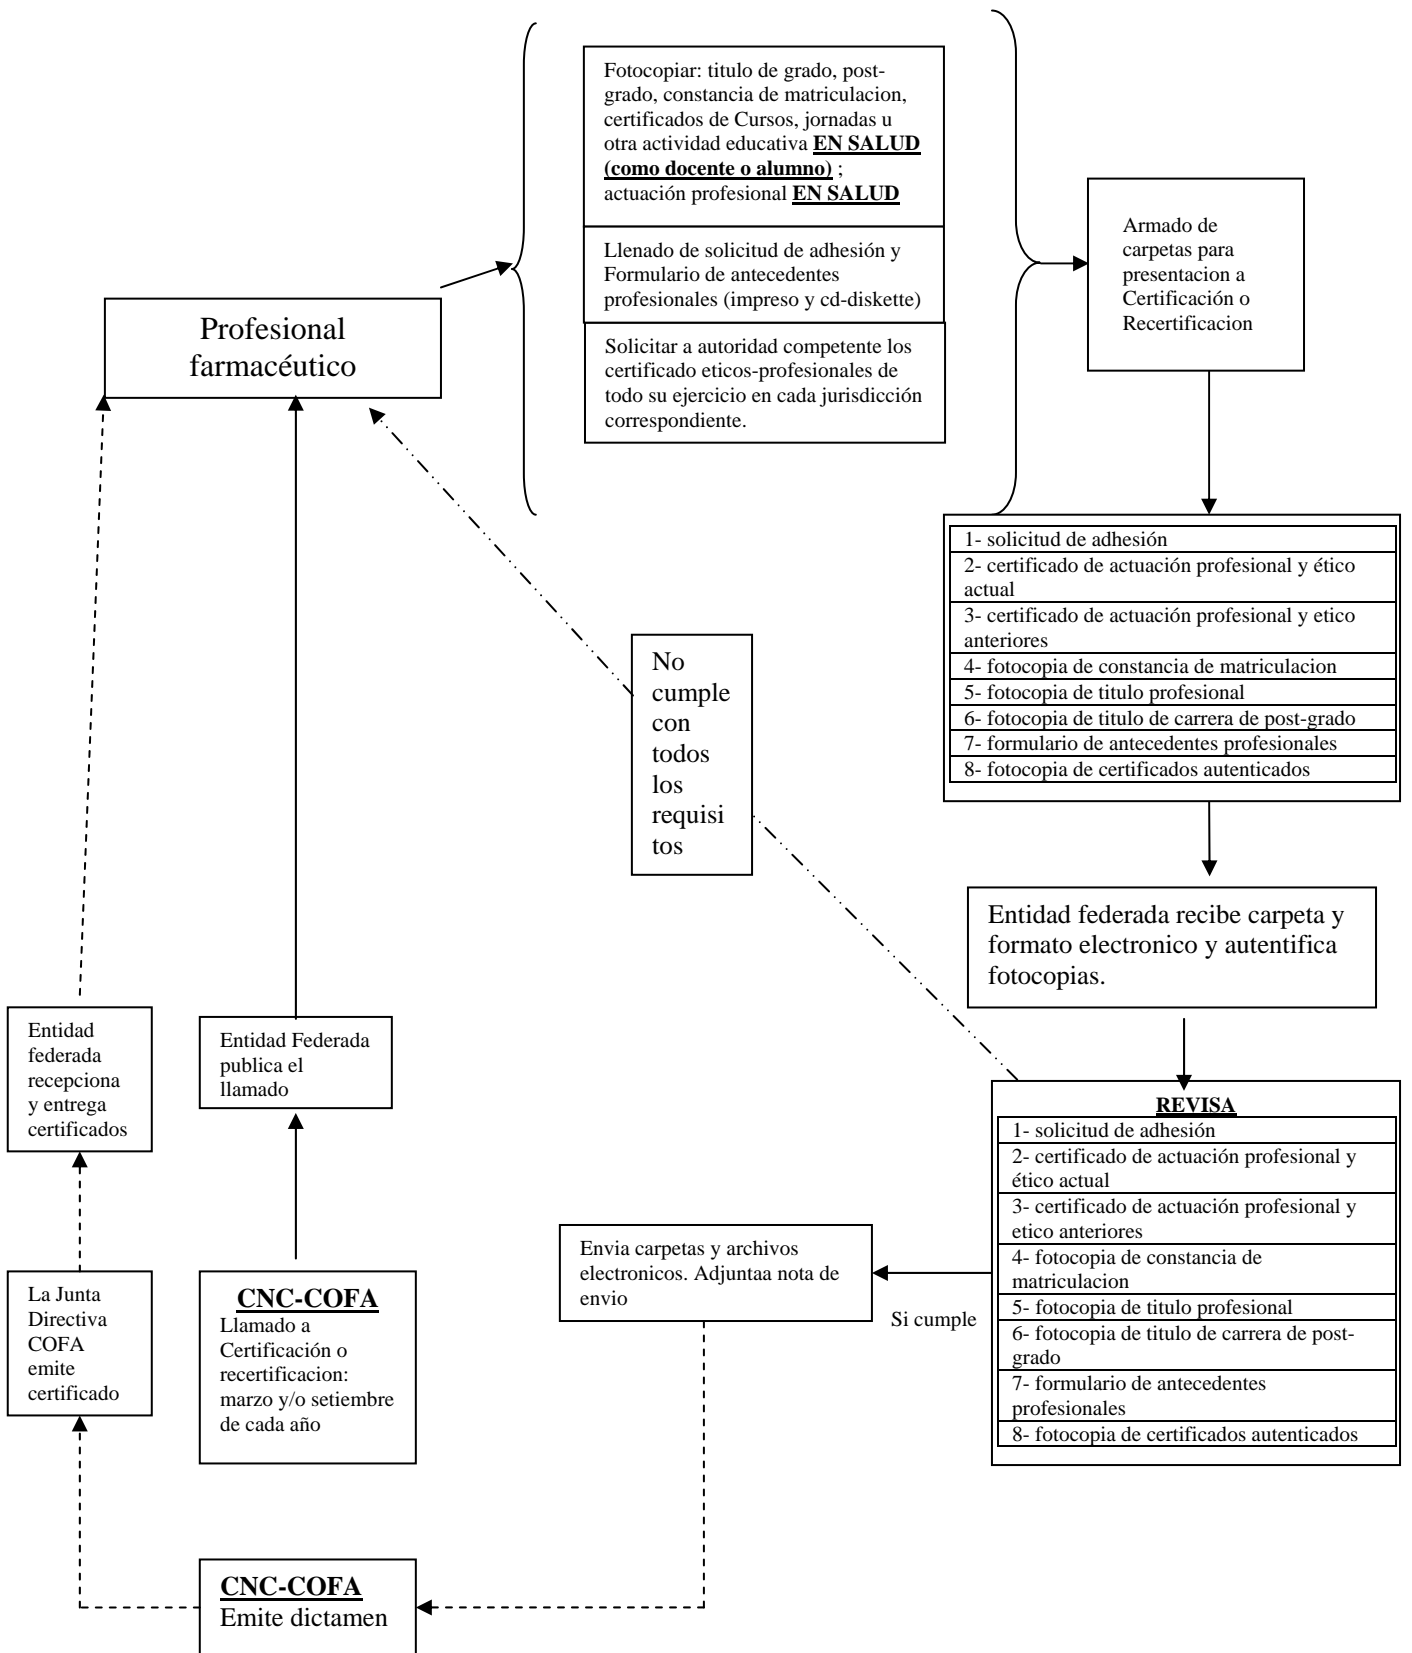 Fotocopiar: titulo de grado, post-
grado, constancia de matriculacion,
certificados de Cursos, jornadas u
otra actividad educativa EN SALUD
(como docente o alumno) ;
actuación profesional EN SALUD
Llenado de solicitud de adhesión y
Formulario de antecedentes
profesionales (impreso y cd-diskette)
Solicitar a autoridad competente los
certificado eticos-profesionales de
todo su ejercicio en cada jurisdicción
correspondiente.
Armado de
carpetas para
presentacion a
Certificación o
Recertificacion
Profesional
farmacéutico
1- solicitud de adhesión
2- certificado de actuación profesional y ético
actual
3- certificado de actuación profesional y etico
anteriores
4- fotocopia de constancia de matriculacion
5- fotocopia de titulo profesional
6- fotocopia de titulo de carrera de post-grado
7- formulario de antecedentes profesionales
8- fotocopia de certificados autenticados
No
cumple
con
todos
los
requisi
tos
Entidad federada recibe carpeta y
formato electronico y autentifica
fotocopias.
Entidad
federada
recepciona
y entrega
certificados
Entidad Federada
publica el
llamado
REVISA
1- solicitud de adhesión
2- certificado de actuación profesional y
ético actual
3- certificado de actuación profesional y
etico anteriores
4- fotocopia de constancia de
matriculacion
5- fotocopia de titulo profesional
6- fotocopia de titulo de carrera de post-
grado
7- formulario de antecedentes
profesionales
8- fotocopia de certificados autenticados
Envia carpetas y archivos
electronicos. Adjuntaa nota de
envio
Si cumple
La Junta
Directiva
COFA
emite
certificado
CNC-COFA
Llamado a
Certificación o
recertificacion:
marzo y/o setiembre
de cada año
CNC-COFA
Emite dictamen